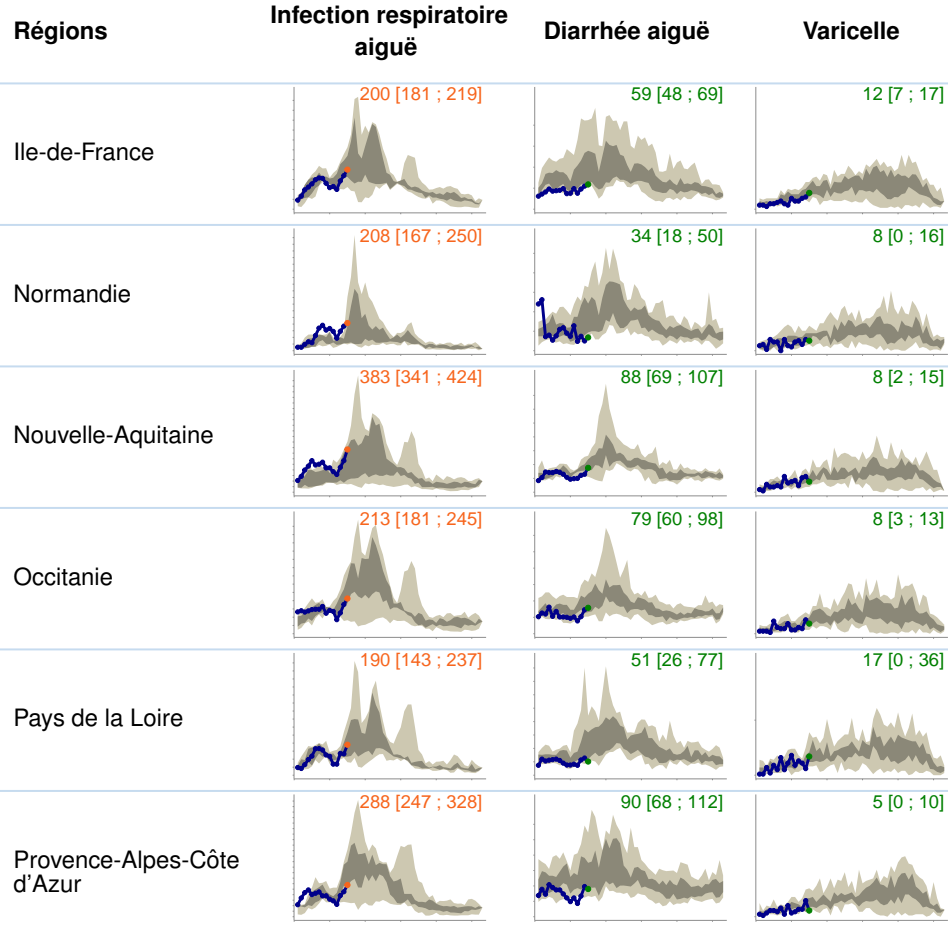 Régions
Infection respiratoire
aiguë
Diarrhée aiguë
Varicelle
Ile-de-France
200 [181 ; 219]
59 [48 ; 69]
12 [7 ; 17]
Normandie
208 [167 ; 250]
34 [18 ; 50]
8 [0 ; 16]
Nouvelle-Aquitaine
383 [341 ; 424]
88 [69 ; 107]
8 [2 ; 15]
Occitanie
213 [181 ; 245]
79 [60 ; 98]
8 [3 ; 13]
Pays de la Loire
190 [143 ; 237]
51 [26 ; 77]
17 [0 ; 36]
Provence-Alpes-Côte
d'Azur
288 [247 ; 328]
90 [68 ; 112]
5 [0 ; 10]